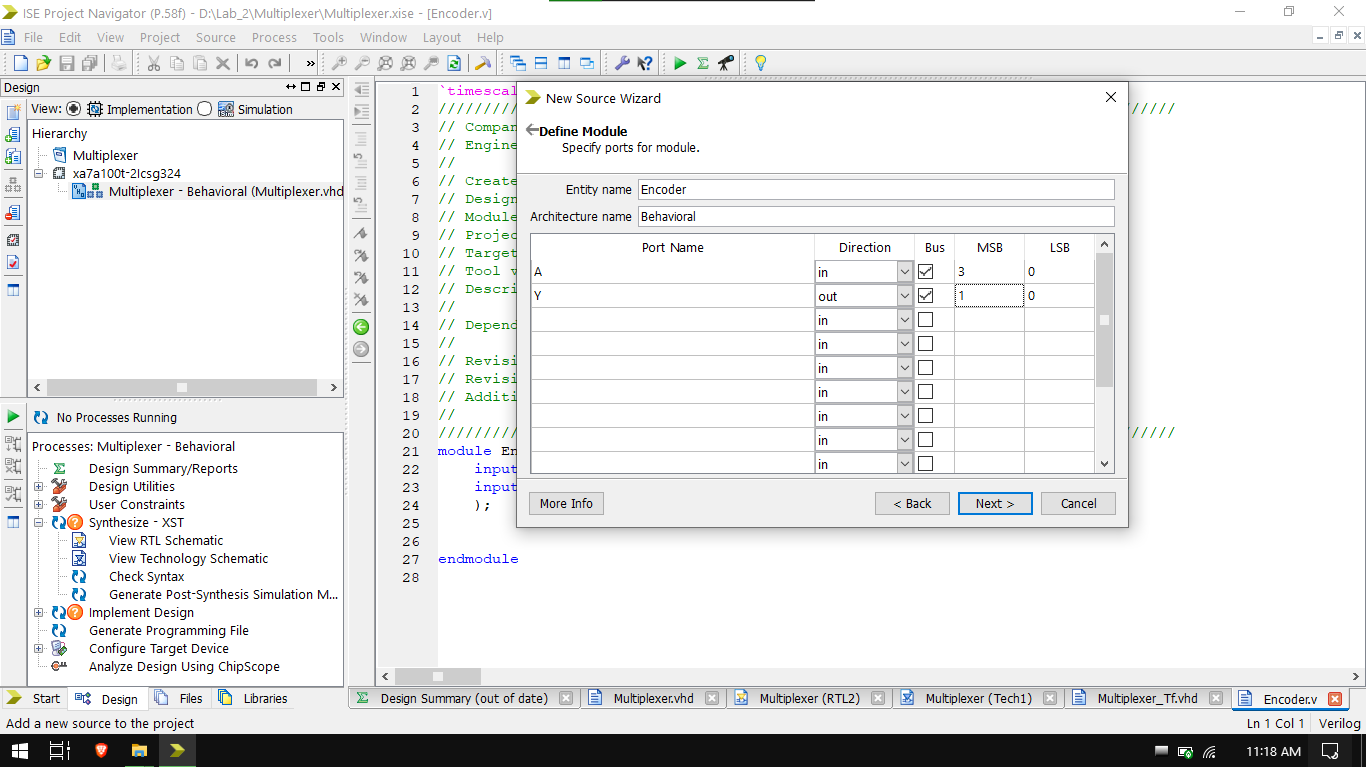 ISE Project Navigator (P.58f) - D:\Lab_2\Multiplexer\Multiplexer.xise - [Encoder.v]
File Edit View Project Source Process Tools Window Layout Help
Design
View: Implementation Simulation
Hierarchy
Multiplexer
xa7a100t-2Icsg324
Multiplexer - Behavioral (Multiplexer.vhd
No Processes Running
Processes: Multiplexer - Behavioral
Design Summary/Reports
Design Utilities
User Constraints
Synthesize - XST
View RTL Schematic
View Technology Schematic
Check Syntax
Generate Post-Synthesis Simulation M...
Implement Design
Generate Programming File
Configure Target Device
Analyze Design Using ChipScope
Start Design Files Libraries
1 `timescal
2 /////////
3 // Compan
4 // Engine
5 //
6 // Create
7 // Design
8 // Module
9 // Projec
10 // Target
11 // Tool v
12 // Descri
13 //
14 // Depend
15 //
16 // Revisi
17 // Revisi
18 // Additi
19 //
20 /////////
21 module En
22 input
23 input
24 );
25
26
27 endmodule
28
New Source Wizard
Define Module
Specify ports for module.
Entity name Encoder
Architecture name Behavioral
Port Name Direction Bus MSB LSB
A in 3 0
Y out 1 0
in
in
in
in
in
in
in
More Info < Back Next > Cancel
Design Summary (out of date) Multiplexer.vhd Multiplexer (RTL2) Multiplexer (Tech1) Multiplexer_Tf.vhd Encoder.v
Add a new source to the project Ln 1 Col 1 Verilog
11:18 AM